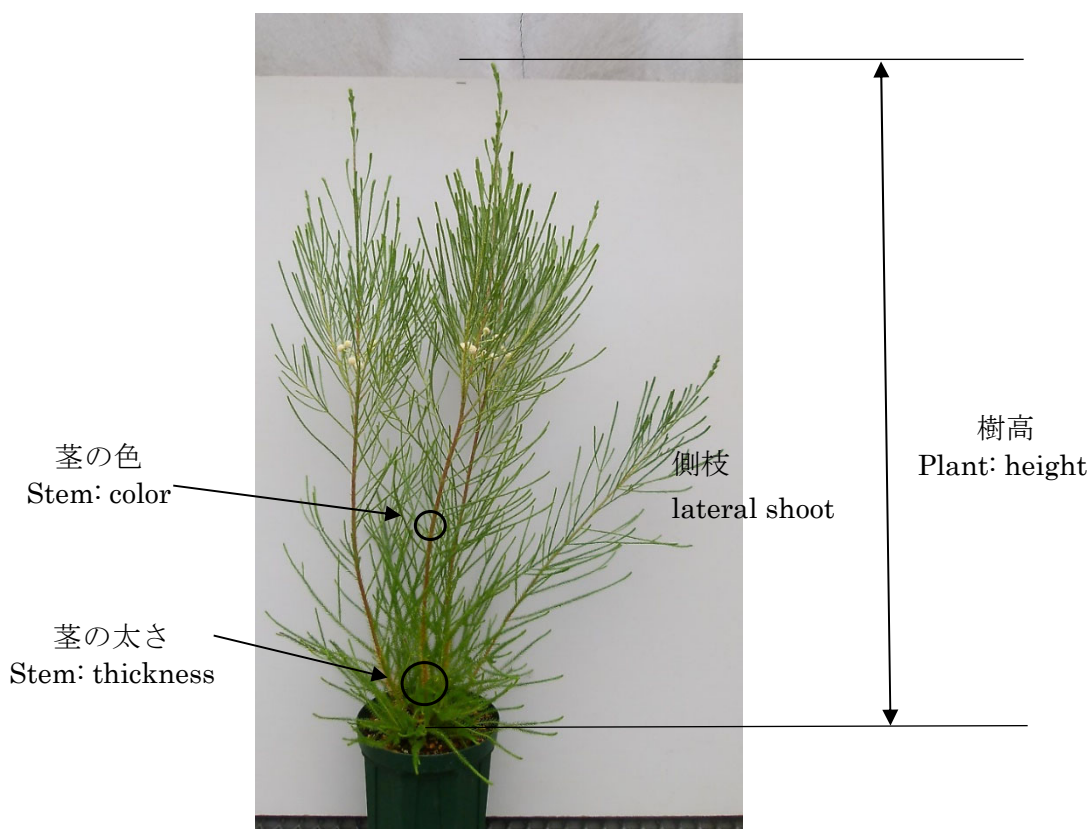 茎の色
Stem: color
茎の太さ
Stem: thickness
側枝
lateral shoot
樹高
Plant: height